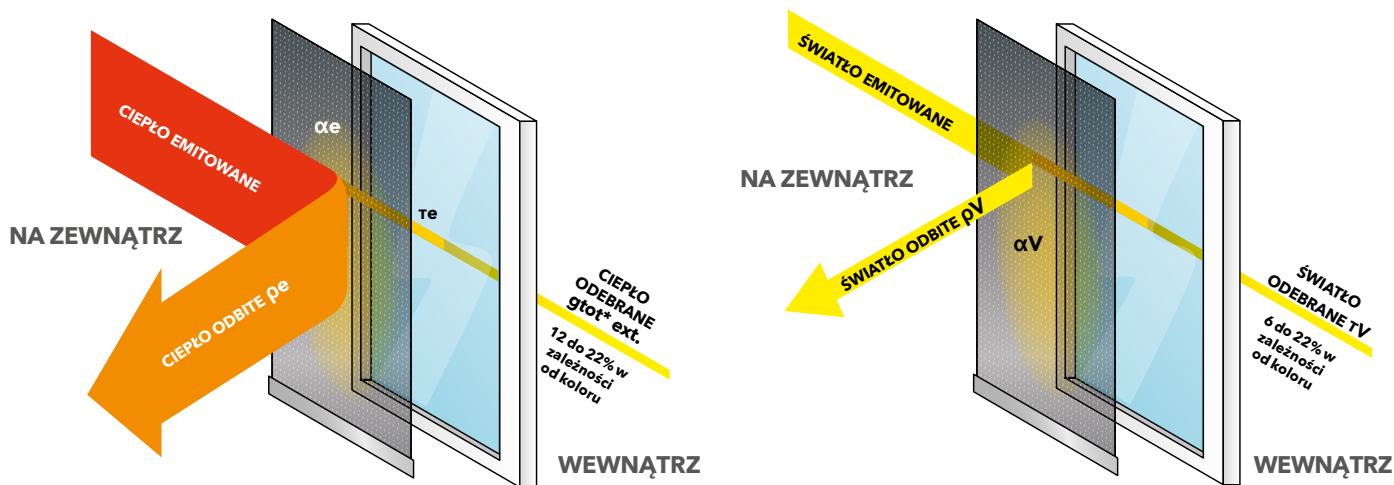 CIEPŁO EMITOWANE
αe
τe
NA ZEWNĄTRZ
CIEPŁO ODBITE ρe
CIEPŁO
ODEBRANE
gtot* ext.
12 do 22% w
zależności
od koloru
WEWNĄTRZ
ŚWIATŁO EMITOWANE
NA ZEWNĄTRZ
ŚWIATŁO ODBITE ρV
αV
ŚWIATŁO
ODEBRANE τV
6 do 22% w
zależności
od koloru
WEWNĄTRZ